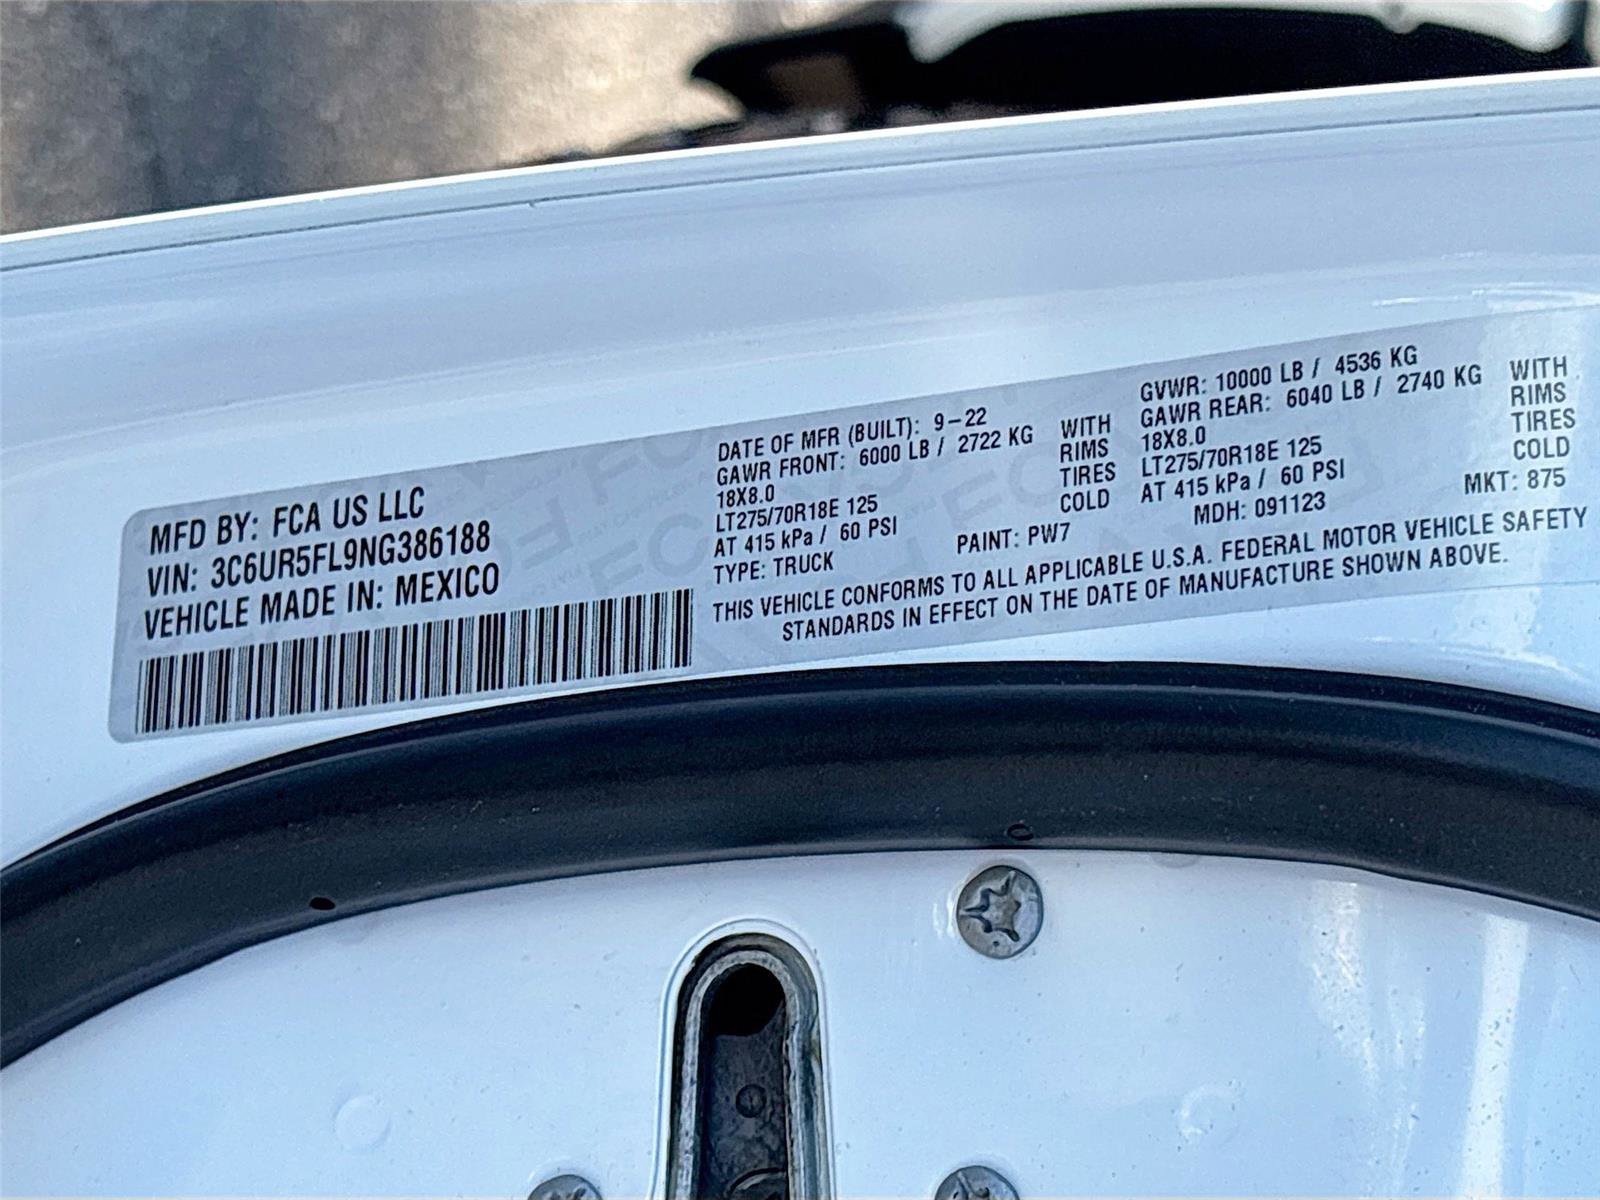 MFD BY: FCA US LLC
VIN: 3C6UR5FL9NG386188
VEHICLE MADE IN: MEXICO
DATE OF MFR (BUILT): 9-22
GAWR FRONT: 6000 LB / 2722 KG WITH
18X8.0 RIMS
LT275/70R18E 125 TIRES
AT 415 kPa / 60 PSI COLD
TYPE: TRUCK PAINT: PW7
GVWR: 10000 LB / 4536 KG
GAWR REAR: 6040 LB / 2740 KG WITH
18X8.0 RIMS
LT275/70R18E 125 TIRES
AT 415 kPa / 60 PSI COLD
MDH: 091123 MKT: 875
THIS VEHICLE CONFORMS TO ALL APPLICABLE U.S.A. FEDERAL MOTOR VEHICLE SAFETY
STANDARDS IN EFFECT ON THE DATE OF MANUFACTURE SHOWN ABOVE.